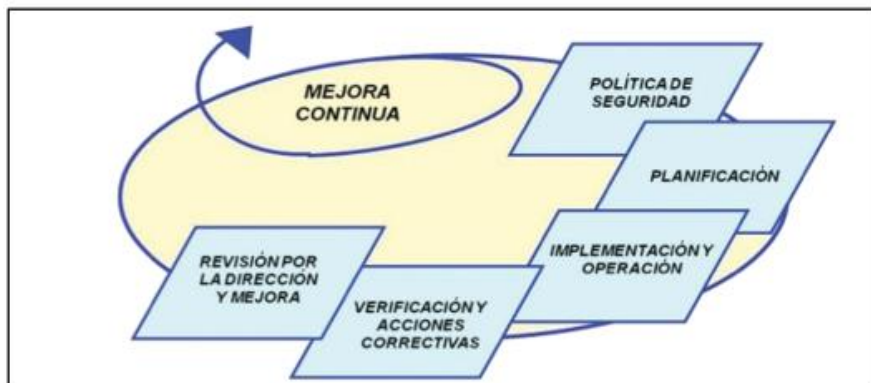 MEJORA
CONTINUA
POLÍTICA DE
SEGURIDAD
PLANIFICACIÓN
IMPLEMENTACIÓN Y
OPERACIÓN
VERIFICACIÓN Y
ACCIONES
CORRECTIVAS
REVISIÓN POR
LA DIRECCIÓN
Y MEJORA